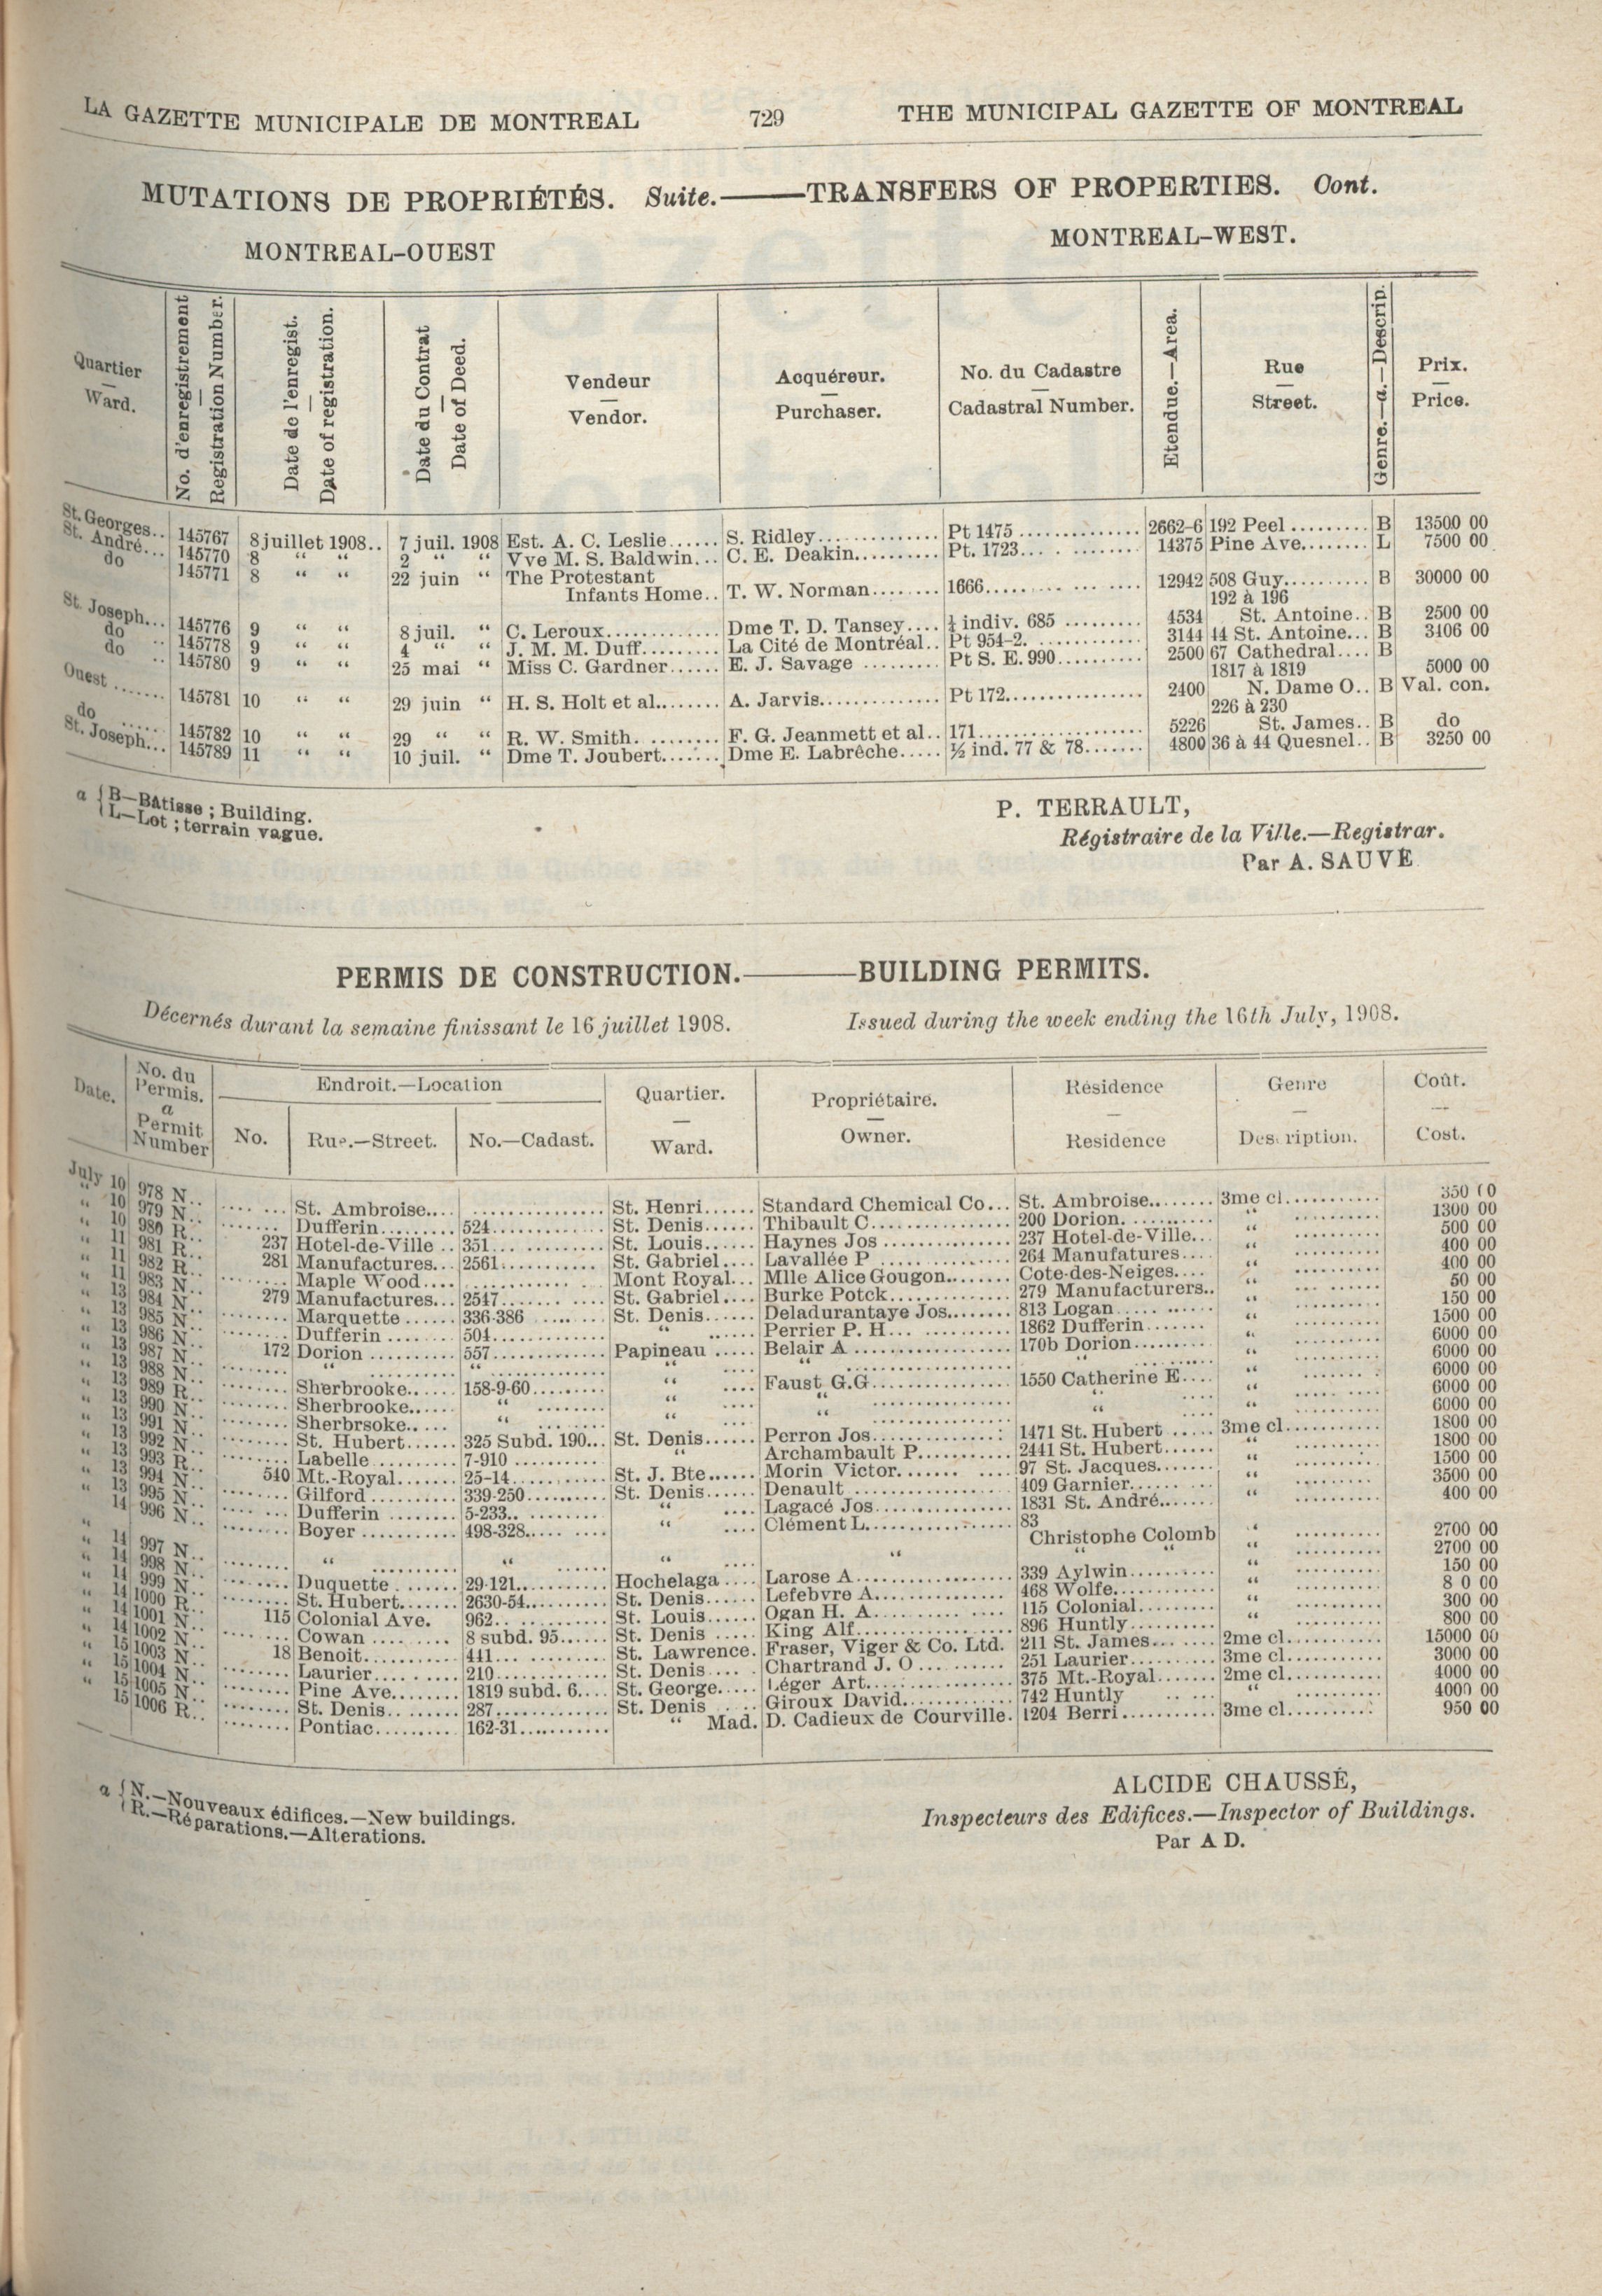 LA GAZETTE MUNICIPALE DE MONTREAL 729 THE MUNICIPAL GAZETTE OF MONTREAL
MUTATIONS DE PROPRIÉTÉS. Suite.——TRANSFERS OF PROPERTIES. Cont.
MONTREAL-OUEST MONTREAL-WEST.
Quartier — Ward. No. d'enregistrement — Registration Number. Date de l'enregist. — Date of registration. Date du Contrat — Date of Deed. Vendeur — Vendor. Acquéreur. — Purchaser. No. du Cadastre — Cadastral Number. Etendue.—Area. Rue — Street. Genre.—a.—Descrip. Prix. — Price.
St. Georges.. 145767 8 juillet 1908.. 7 juil. 1908 Est. A. C. Leslie...... S. Ridley............... Pt 1475 .............. 2662-6 192 Peel ......... B 13500 00
St. André... 145770 8 “ “ 2 “ “ Vve M. S. Baldwin... C. E. Deakin.......... Pt. 1723... . ........ 14375 Pine Ave........ L 7500 00
do 145771 8 “ “ 22 juin “ The Protestant
Infants Home.. T. W. Norman........ 1666................ 12942 508 Guy.......... B 30000 00
192 à 196
St. Joseph... 145776 9 “ “ 8 juil. “ C. Leroux............. Dme T. D. Tansey.... ¼ indiv. 685 ......... 4534 St. Antoine.. B 2500 00
do 145778 9 “ “ 4 “ “ J. M. M. Duff......... La Cité de Montréal.. Pt 954-2. ............ 3144 44 St. Antoine... B 3106 00
do .. 145780 9 “ “ 25 mai “ Miss C. Gardner...... E. J. Savage ......... Pt S. E. 990.......... 2500 67 Cathedral.... B
1817 à 1819 5000 00
Ouest ....... 145781 10 “ “ 29 juin “ H. S. Holt et al....... A. Jarvis.............. Pt 172................ 2400 N. Dame O.. B Val. con.
226 à 230
do ..... 145782 10 “ “ 29 “ “ R. W. Smith. ......... F. G. Jeanmett et al.. 171................... 5226 St. James.. B do
St. Joseph... 145789 11 “ “ 10 juil. “ Dme T. Joubert....... Dme E. Labrêche..... ½ ind. 77 & 78....... 4800 36 à 44 Quesnel.. B 3250 00
a { B—Bâtisse ; Building.
L—Lot ; terrain vague.
P. TERRAULT,
Régistraire de la Ville.—Registrar.
Par A. SAUVÉ
PERMIS DE CONSTRUCTION.——BUILDING PERMITS.
Décernés durant la semaine finissant le 16 juillet 1908. Issued during the week ending the 16th July, 1908.
Date. No. du Permis. a Permit Number Endroit.—Location Quartier. — Ward. Propriétaire. — Owner. Résidence — Residence Genre — Description. Coût. — Cost.
No. Rue.—Street. No.—Cadast.
July 10 978 N.. .... ... St. Ambroise.... ............... St. Henri...... Standard Chemical Co... St. Ambroise........ 3me cl............ 350 00
“ 10 979 N.. ........ Dufferin......... 524............. St. Denis...... Thibault C................ 200 Dorion.......... “ .......... 1300 00
“ 10 980 R.. 237 Hotel-de-Ville .. 351... .......... St. Louis...... Haynes Jos ............... 237 Hotel-de-Ville... “ .......... 500 00
“ 11 981 R.. 281 Manufactures... 2561........... St. Gabriel.... Lavallée P ............... 264 Manufatures.... “ .......... 400 00
“ 11 982 R.. ........ Maple Wood.... ............ . Mont Royal... Mlle Alice Gougon........ Cote-des-Neiges.... “ .......... 400 00
“ 11 983 N.. 279 Manufactures... 2547........ .... St. Gabriel.... Burke Potck.............. 279 Manufacturers.. “ .......... 50 00
“ 13 984 N.. ........ Marquette ...... 336-386 ..... ... St. Denis...... Deladurantaye Jos........ 813 Logan..... ...... “ .......... 150 00
“ 13 985 N.. ........ Dufferin ........ 504............. “ ...... Perrier P. H... .......... 1862 Dufferin....... “ .......... 1500 00
“ 13 986 N.. 172 Dorion .......... 557............. Papineau ..... Belair A ................. 170b Dorion.......... “ .......... 6000 00
“ 13 987 N.. ........ “ .......... “ .............. “ .... “ .................. “ ........ “ .......... 6000 00
“ 13 988 N.. ........ Sherbrooke...... 158-9-60......... “ .... Faust G.G................ 1550 Catherine E.... “ .......... 6000 00
“ 13 989 R.. ........ Sherbrooke...... “ ........ “ .... “ ............... “ .... “ .......... 6000 00
“ 13 990 N.. ........ Sherbrsoke.. ... “ ........ “ ... “ ............... “ .... “ .......... 6000 00
“ 13 991 N.. ........ St. Hubert...... 325 Subd. 190... St. Denis...... Perron Jos............... 1471 St. Hubert ..... 3me cl............ 1800 00
“ 13 992 N.. ........ Labelle .......... 7-910 ........... “ Archambault P........... 2441 St. Hubert...... “ .......... 1800 00
“ 13 993 R.. 540 Mt.-Royal....... 25-14............ St. J. Bte...... Morin Victor....... .... 97 St. Jacques....... “ .......... 1500 00
“ 13 994 N.. ........ Gilford .......... 339-250.......... St. Denis...... Denault .................. 409 Garnier...... ... “ .......... 3500 00
“ 13 995 N.. ........ Dufferin ........ 5-233.. ......... “ .... Lagacé Jos................ 1831 St. André....... “ .......... 400 00
“ 14 996 N.. ........ Boyer ........... 498-328..... .... “ .... Clément L................ 83
Christophe Colomb “ .......... 2700 00
“ 14 997 N.. ........ “ .......... “ ...... “ .... “ “ “ “ .......... 2700 00
“ 14 998 N.. ........ Duquette . ....... 29-121........... Hochelaga .... Larose A.................. 339 Aylwin.......... “ .......... 150 00
“ 14 999 N.. ........ St. Hubert....... 2630-54.......... St. Denis...... Lefebvre A............... 468 Wolfe............ “ .......... 8 0 00
“ 14 1000 R.. 115 Colonial Ave. 962.. ........... St. Louis...... Ogan H. A.......... .... 115 Colonial......... “ .......... 300 00
“ 14 1001 N.. ........ Cowan .... ..... 8 subd. 95...... St. Denis ..... King Alf.................. 896 Huntly.......... “ .......... 800 00
“ 14 1002 N.. 18 Benoit........... 441... ......... St. Lawrence. Fraser, Viger & Co. Ltd. 211 St. James... .... 2me cl............ 15000 00
“ 15 1003 N.. ........ Laurier.......... 210............. St. Denis.... . Chartrand J. O .......... 251 Laurier.......... 3me cl............ 3000 00
“ 15 1004 N.. ........ Pine Ave........ 1819 subd. 6.... St. George..... Léger Art................ 375 Mt.-Royal....... 2me cl............ 4000 00
“ 15 1005 N.. ........ St. Denis.. ....... 287............. St. Denis ..... Giroux David............ 742 Huntly .. ... “ .......... 4000 00
“ 15 1006 R.. ........ Pontiac......... 162-31........... “ Mad. D. Cadieux de Courville. 1204 Berri........... 3me cl.......... 950 00
a { N.—Nouveaux édifices.—New buildings.
R.—Réparations.—Alterations.
ALCIDE CHAUSSÉ,
Inspecteurs des Edifices.—Inspector of Buildings.
Par A D.